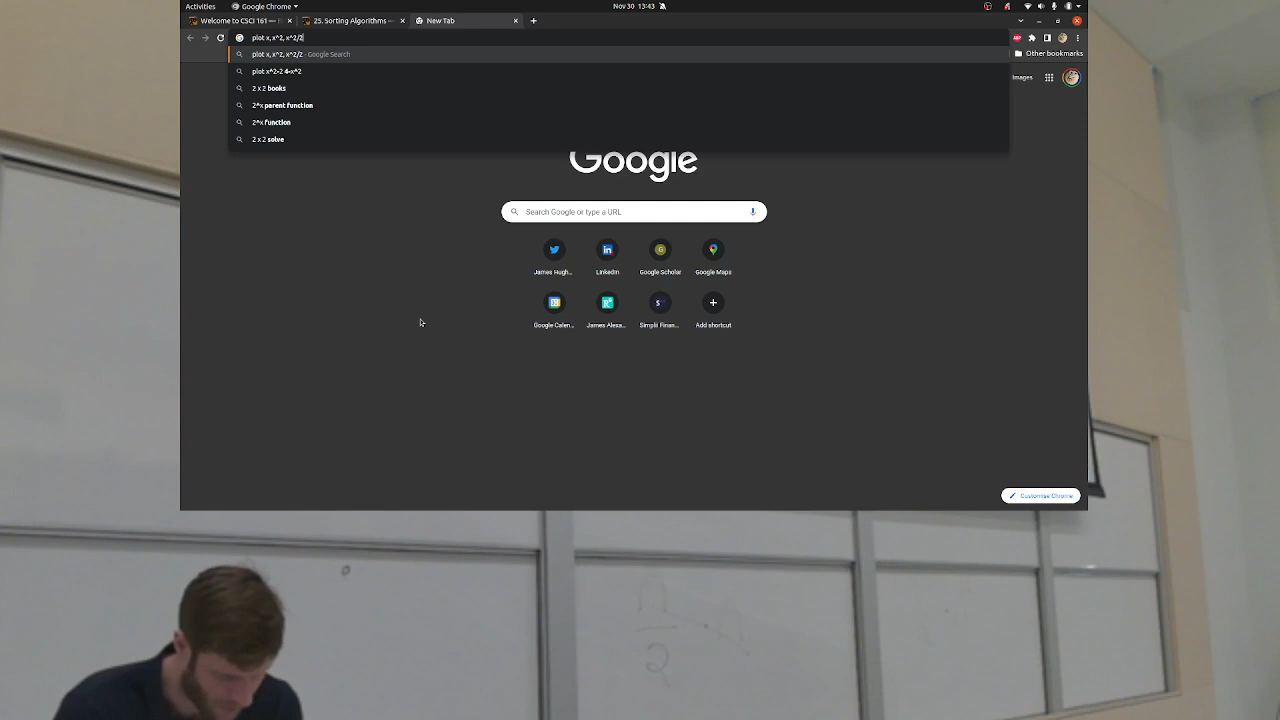 Activities
Google Chrome
Nov 30 13:43
Welcome to CSCI 161 —
25. Sorting Algorithms —
New Tab
plot x, x^2, x^2/2
plot x, x^2, x^2/2 - Google Search
plot x^2>2 4-x^2
2 x 2 books
2^x parent function
2^x function
2 x 2 solve
Other bookmarks
Images
Google
Search Google or type a URL
James Hugh...
LinkedIn
Google Scholar
Google Maps
Google Calen...
James Alexa...
Simplii Finan...
Add shortcut
Customise Chrome
2